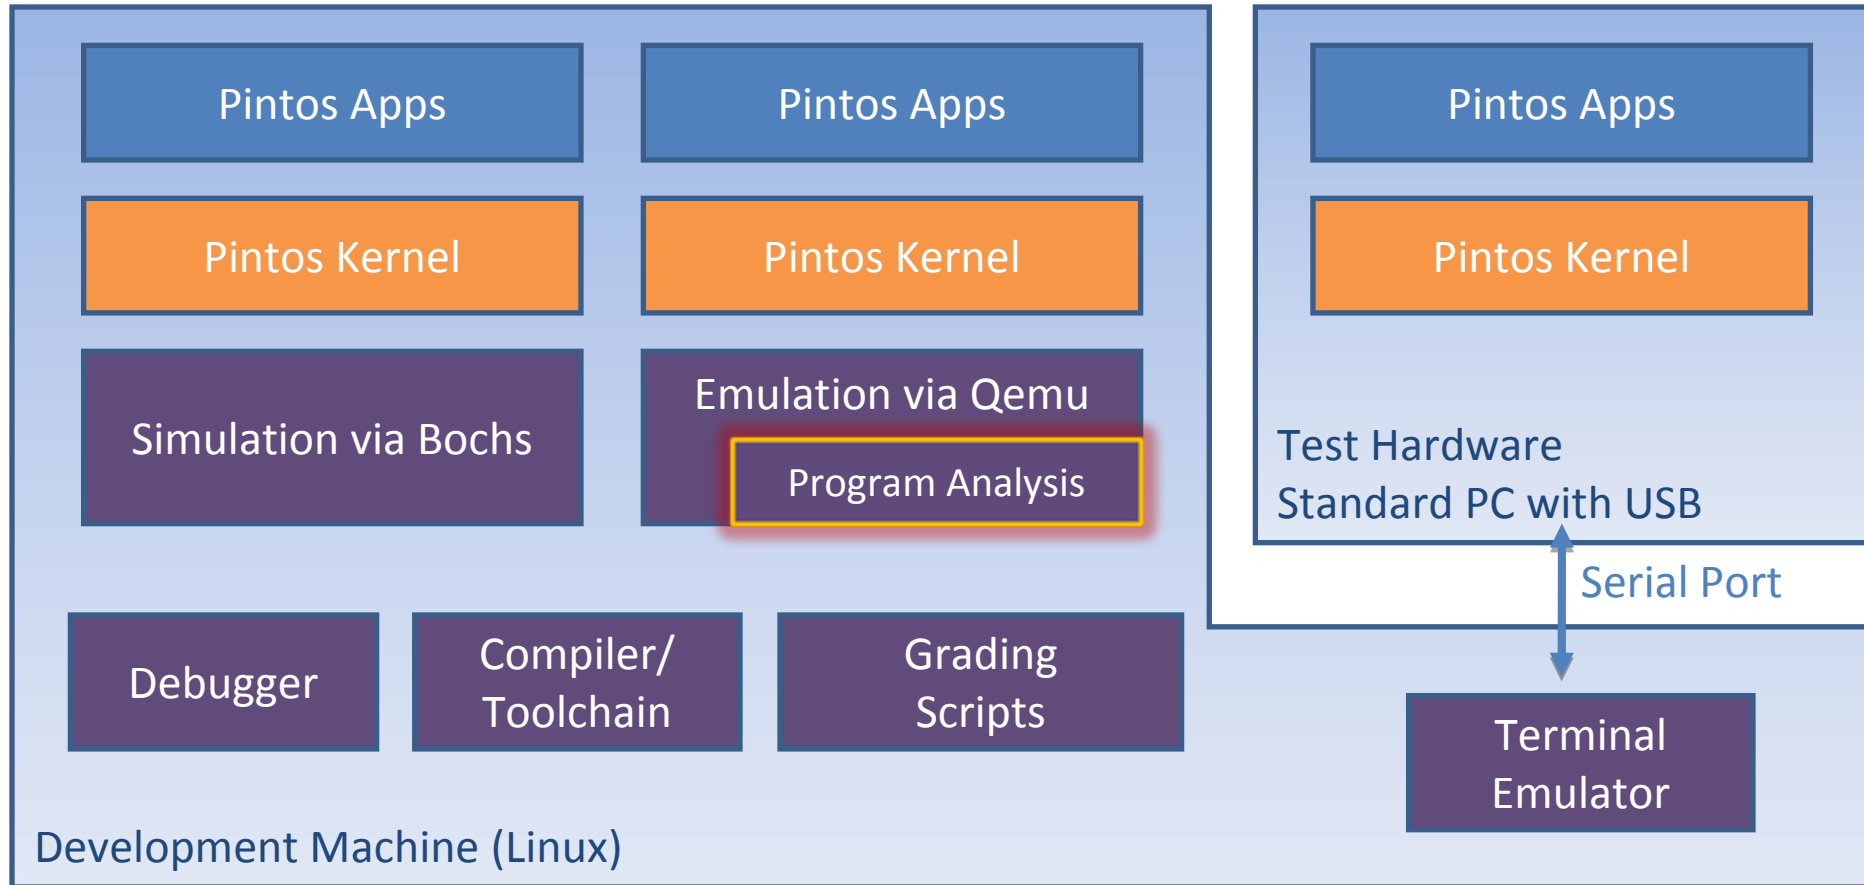 Pintos Apps
Pintos Apps
Pintos Apps
Pintos Kernel
Pintos Kernel
Pintos Kernel
Simulation via Bochs
Emulation via Qemu
Program Analysis
Test Hardware
Standard PC with USB
Serial Port
Debugger
Compiler/
Toolchain
Grading
Scripts
Terminal
Emulator
Development Machine (Linux)